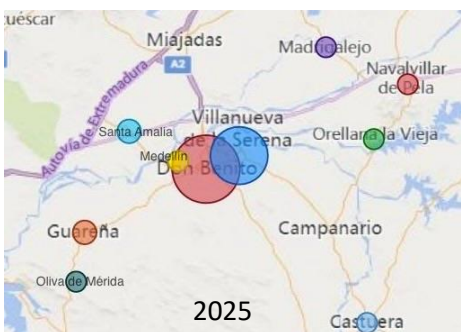 uéscar
Miajadas
Madrigalejo
A2
Navalvillar
de Pela
Autovía de Extremadura
Villanueva
de la Serena
Santa Amalia
Orellana la Vieja
Medellín
Don Benito
Guareña
Campanario
Oliva de Mérida
2025
Castuera